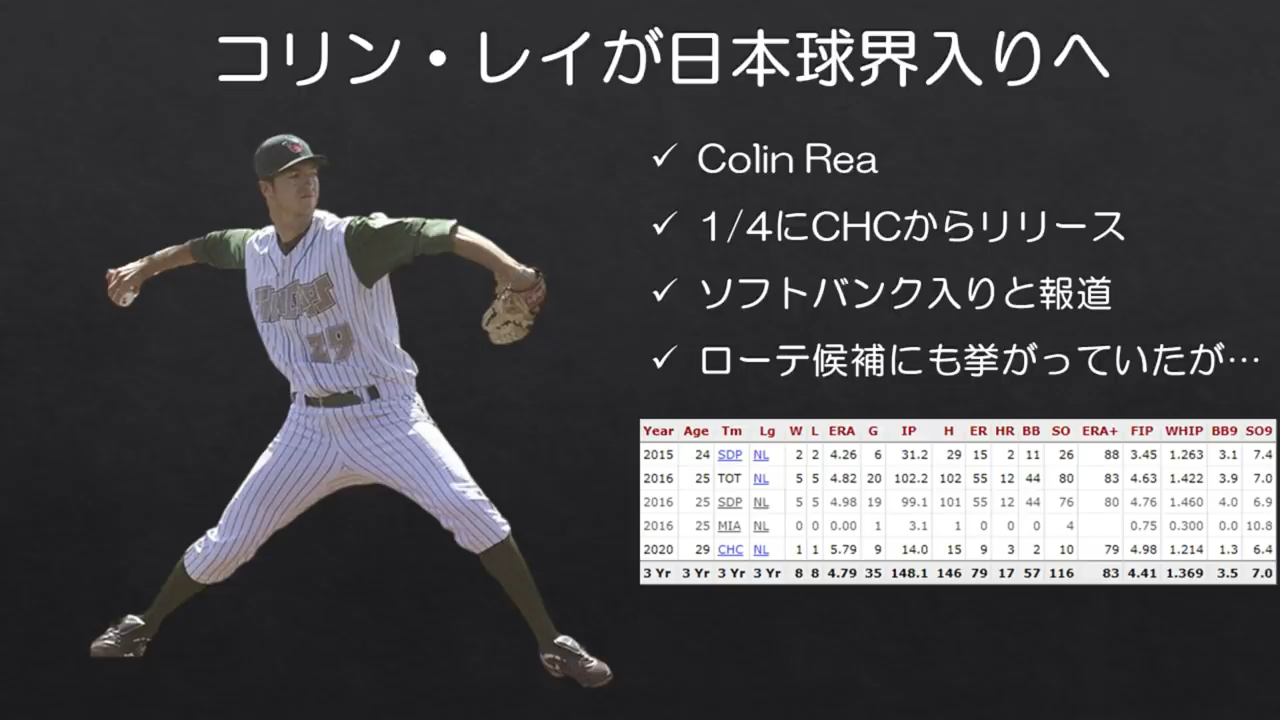 コリン・レイが日本球界入りへ
✓ Colin Rea
✓ 1/4にCHCからリリース
✓ ソフトバンク入りと報道
✓ ローテ候補にも挙がっていたが…
29
Year Age Tm Lg W L ERA G IP H ER HR BB SO ERA+ FIP WHIP BB9 SO9
2015 24 SDP NL 2 2 4.26 6 31.2 29 15 2 11 26 88 3.45 1.263 3.1 7.4
2016 25 TOT NL 5 5 4.82 20 102.2 102 55 12 44 80 83 4.63 1.422 3.9 7.0
2016 25 SDP NL 5 5 4.98 19 99.1 101 55 12 44 76 80 4.76 1.460 4.0 6.9
2016 25 MIA NL 0 0 0.00 1 3.1 1 0 0 0 4 0.75 0.300 0.0 10.8
2020 29 CHC NL 1 1 5.79 9 14.0 15 9 3 2 10 79 4.98 1.214 1.3 6.4
3 Yr 3 Yr 3 Yr 3 Yr 8 8 4.79 35 148.1 146 79 17 57 116 83 4.41 1.369 3.5 7.0